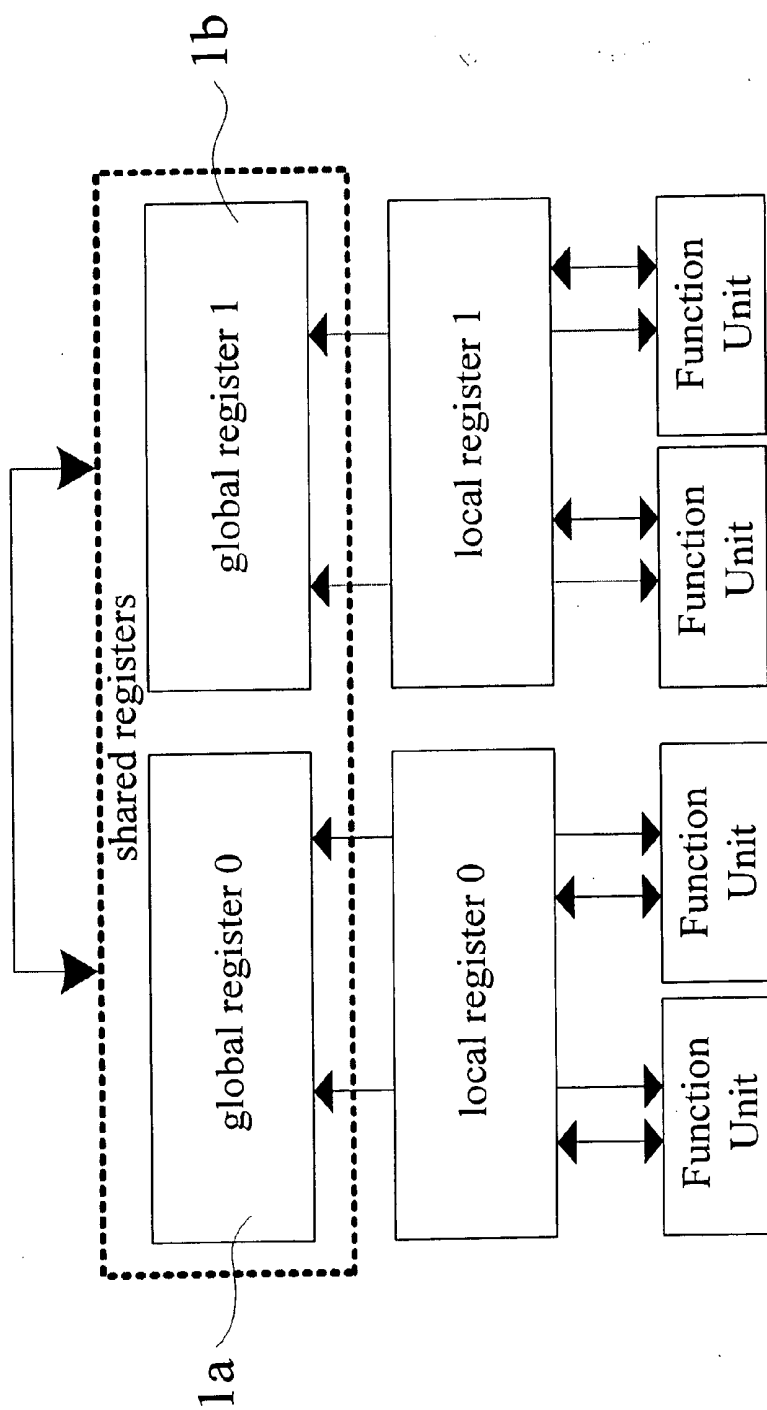 shared registers
1a
global register 0
global register 1
1b
local register 0
local register 1
Function
Unit
Function
Unit
Function
Unit
Function
Unit